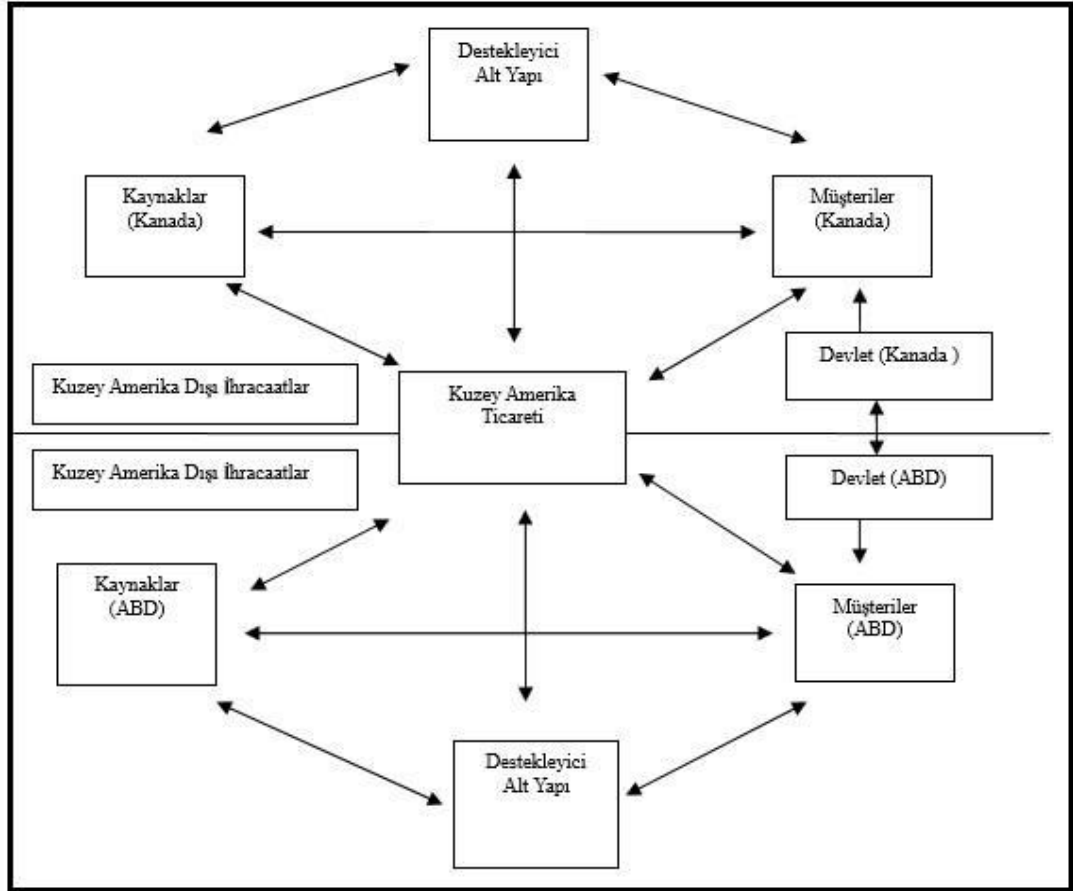 Destekleyici
Alt Yapı
Kaynaklar
(Kanada)
Müşteriler
(Kanada)
Devlet (Kanada )
Kuzey Amerika Dışı İhracaatlar
Kuzey Amerika
Ticareti
Kuzey Amerika Dışı İhracaatlar
Devlet (ABD)
Kaynaklar
(ABD)
Müşteriler
(ABD)
Destekleyici
Alt Yapı